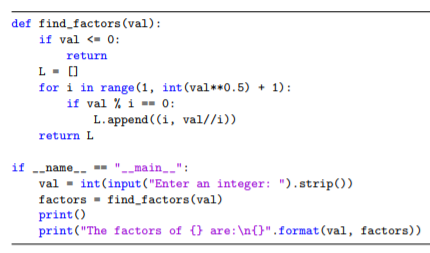 def find_factors(val):
    if val <= 0:
        return
    L = []
    for i in range(1, int(val**0.5) + 1):
        if val % i == 0:
            L.append((i, val//i))
    return L

if __name__ == "__main__":
    val = int(input("Enter an integer: ").strip())
    factors = find_factors(val)
    print()
    print("The factors of {} are:\n{}".format(val, factors))